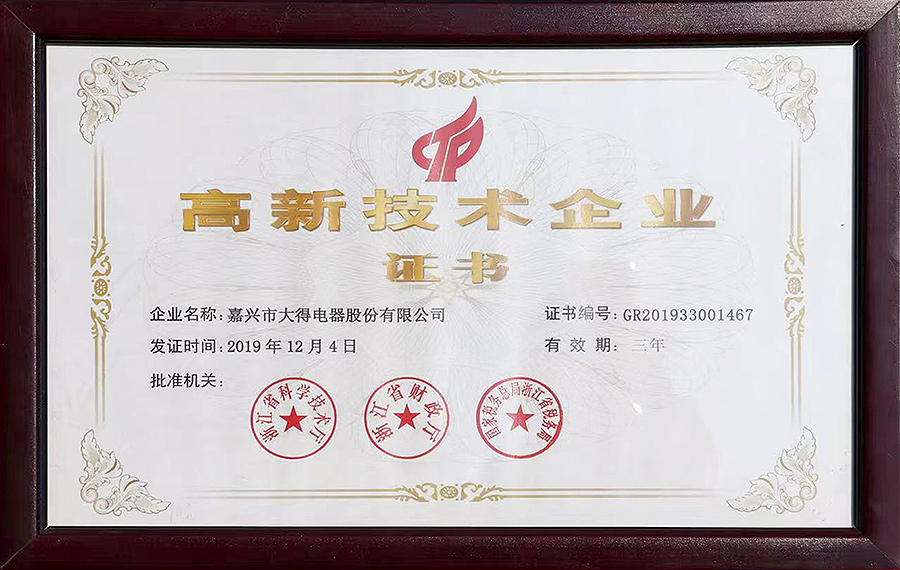 高新技术企业
证书
企业名称:嘉兴市大得电器股份有限公司
证书编号:GR201933001467
发证时间:2019年12月4日
有效期:三年
批准机关:
浙江省科学技术厅
浙江省财政厅
国家税务总局浙江省税务局